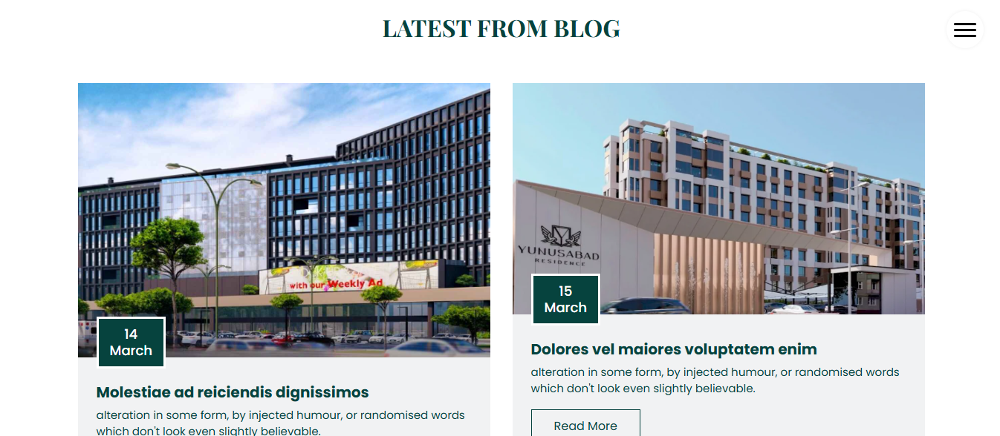 LATEST FROM BLOG
with our Weekly Ad
14
March
Molestiae ad reiciendis dignissimos
alteration in some form, by injected humour, or randomised words
which don't look even slightly believable.
YUNUSABAD
RESIDENCE
15
March
Dolores vel maiores voluptatem enim
alteration in some form, by injected humour, or randomised words
which don't look even slightly believable.
Read More